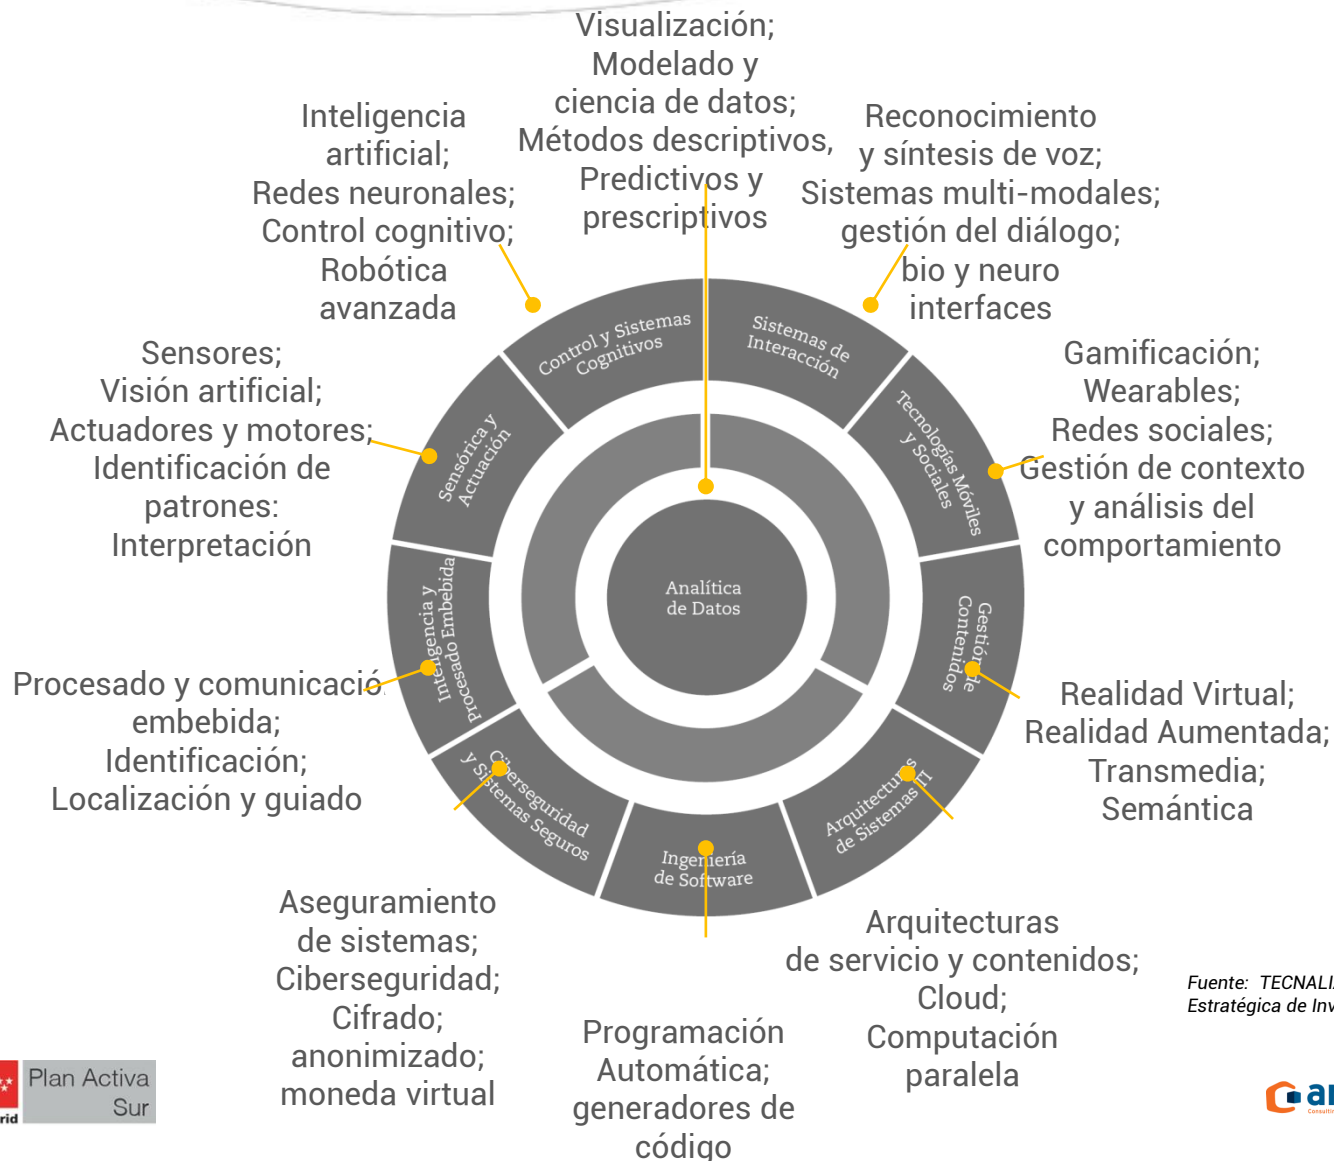 Visualización;
Modelado y
ciencia de datos;
Métodos descriptivos,
Predictivos y
prescriptivos
Inteligencia
artificial;
Redes neuronales;
Control cognitivo;
Robótica
avanzada
Reconocimiento
y síntesis de voz;
Sistemas multi-modales;
gestión del diálogo;
bio y neuro
interfaces
Sensores;
Visión artificial;
Actuadores y motores;
Identificación de
patrones:
Interpretación
Gamificación;
Wearables;
Redes sociales;
Gestión de contexto
y análisis del
comportamiento
Control y Sistemas
Cognitivos
Sistemas de
Interacción
Sensórica y
Actuación
Tecnologías Móviles
y Sociales
Analítica
de Datos
Inteligencia y
Procesado Embebida
Gestión de
Contenidos
Procesado y comunicació
embebida;
Identificación;
Localización y guiado
Realidad Virtual;
Realidad Aumentada;
Transmedia;
Semántica
Ciberseguridad
y Sistemas Seguros
Ingeniería
de Software
Arquitecturas
de Sistemas TI
Aseguramiento
de sistemas;
Ciberseguridad;
Cifrado;
anonimizado;
moneda virtual
Programación
Automática;
generadores de
código
Arquitecturas
de servicio y contenidos;
Cloud;
Computación
paralela
Fuente: TECNALI
Estratégica de Inv
Plan Activa
Sur
rid